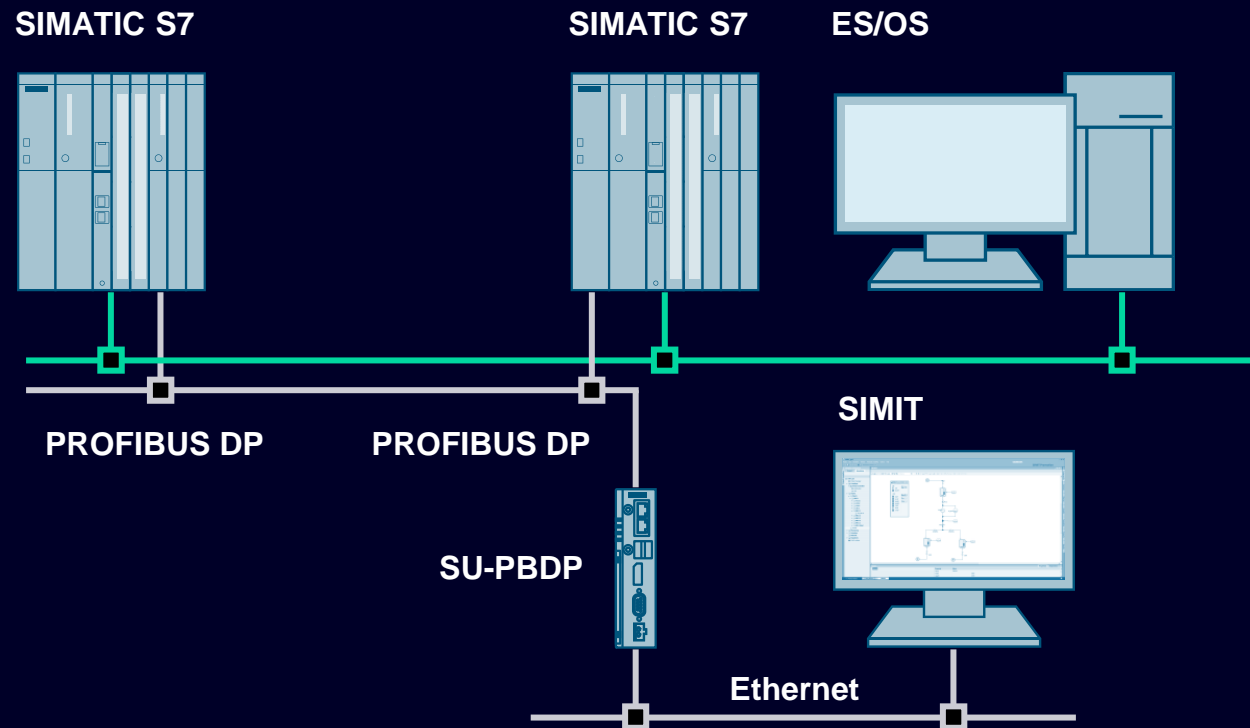 SIMATIC S7
SIMATIC S7
ES/OS
SIMIT
PROFIBUS DP
PROFIBUS DP
SU-PBDP
Ethernet